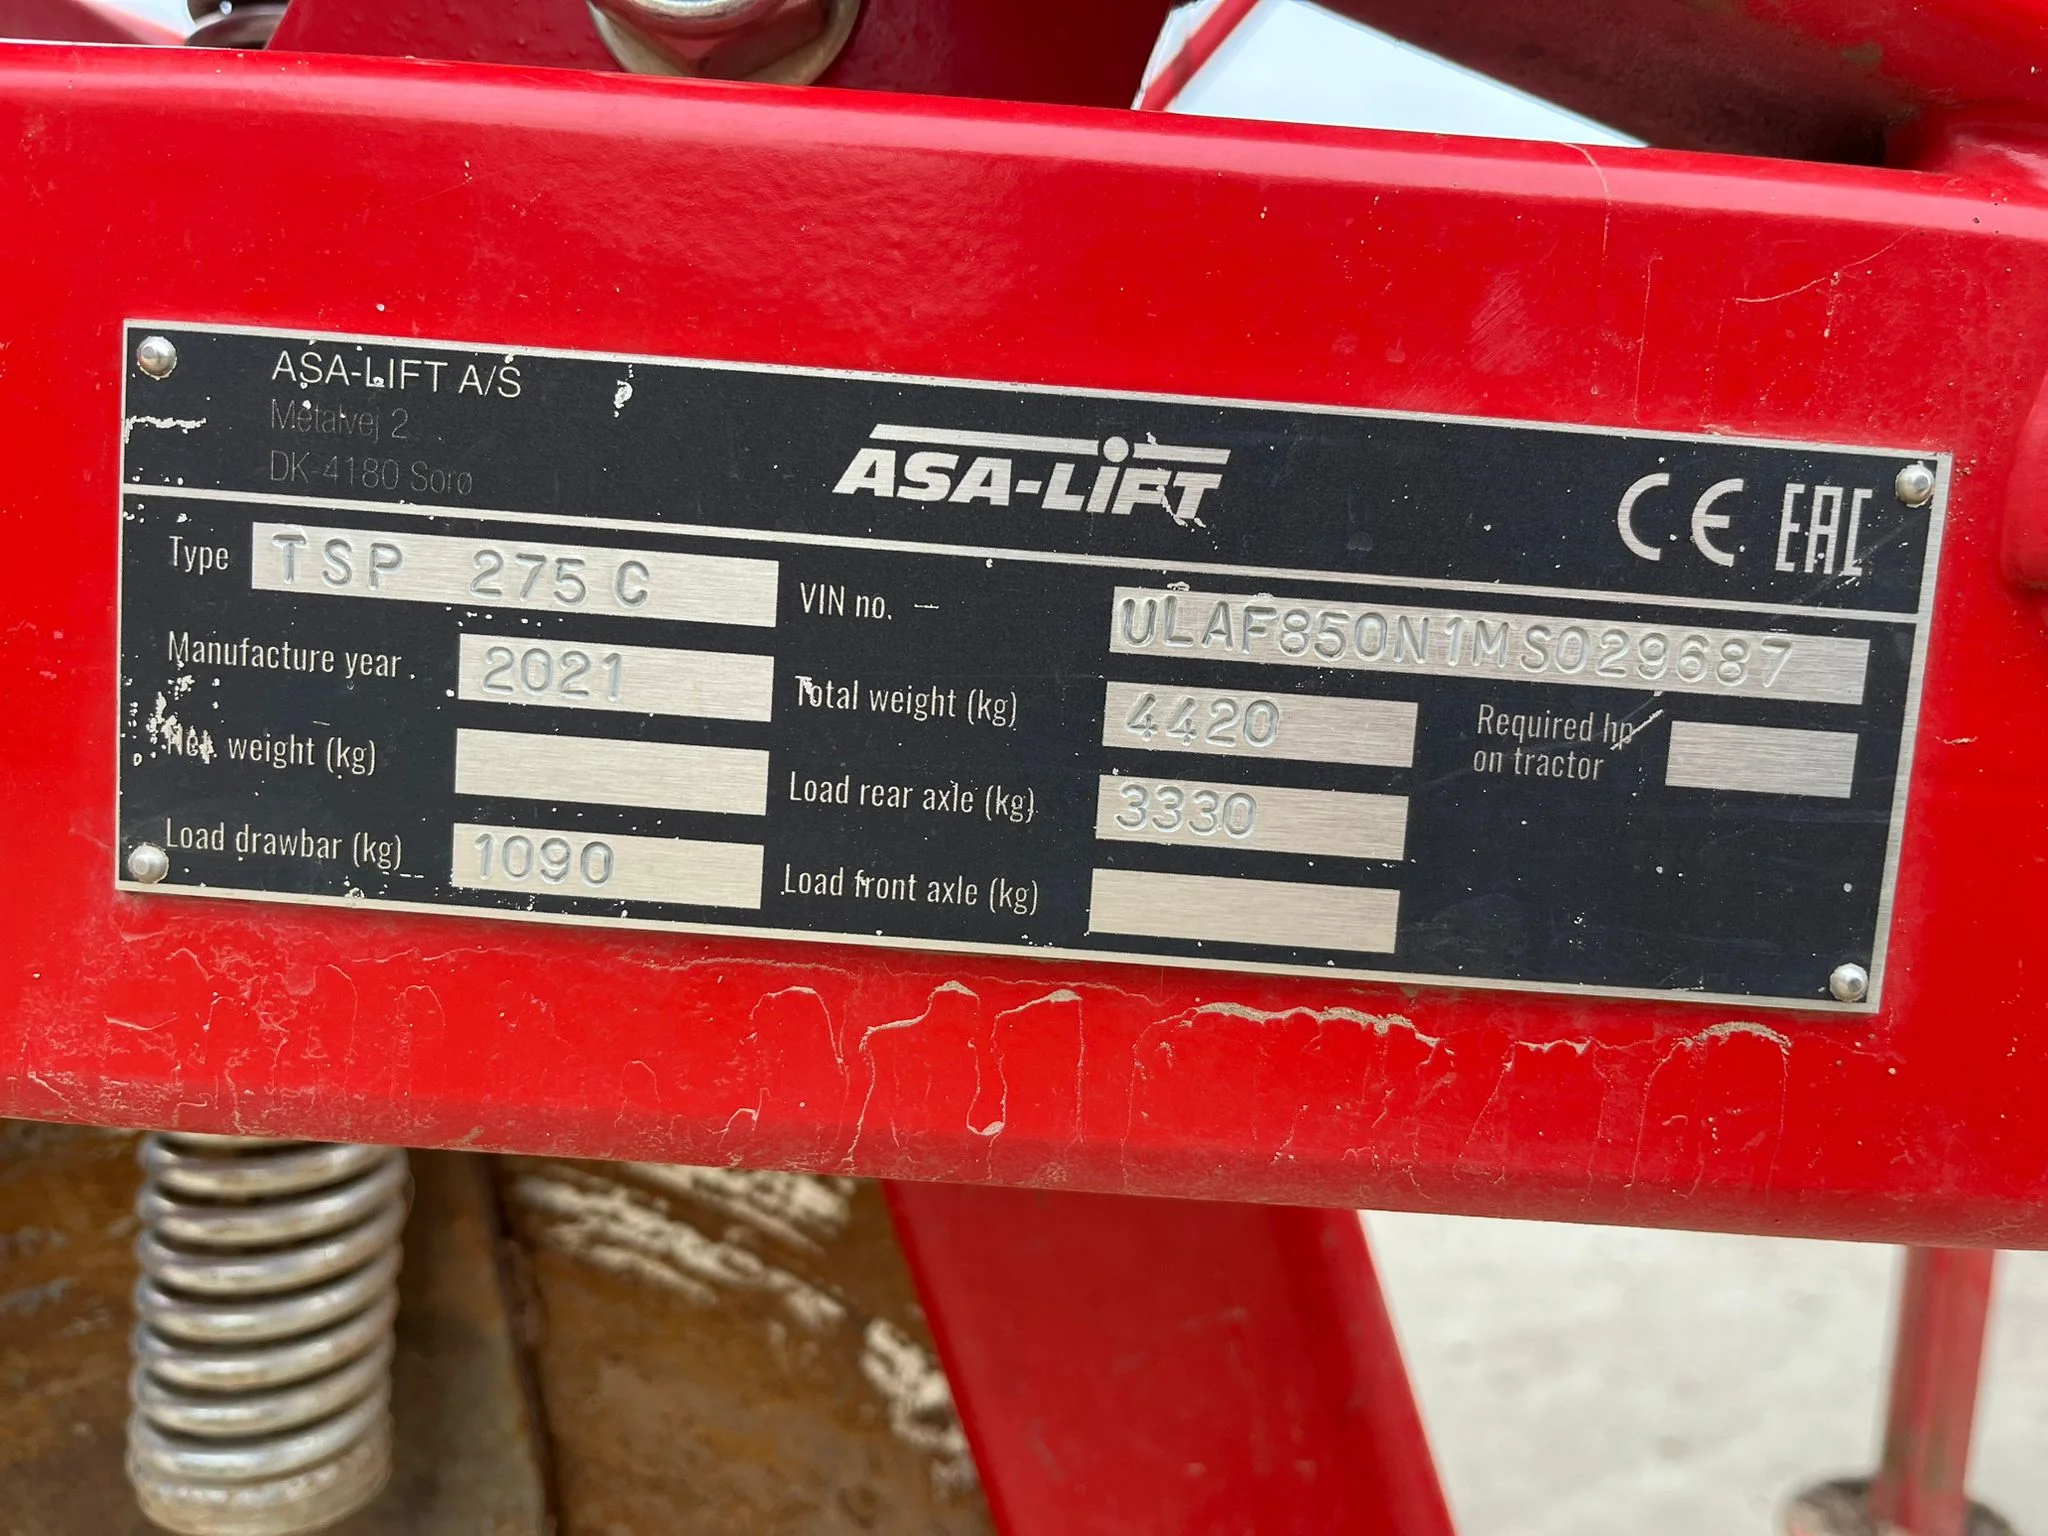 ASA-LIFT A/S
Metalvej 2
DK-4180 Sorø
ASA-LiFT
CE EAC
Type TSP 275 C
VIN no. ULAF850N1MS029687
Manufacture year 2021
Total weight (kg) 4420
Required hp
on tractor
Net weight (kg)
Load rear axle (kg) 3330
Load drawbar (kg) 1090
Load front axle (kg)